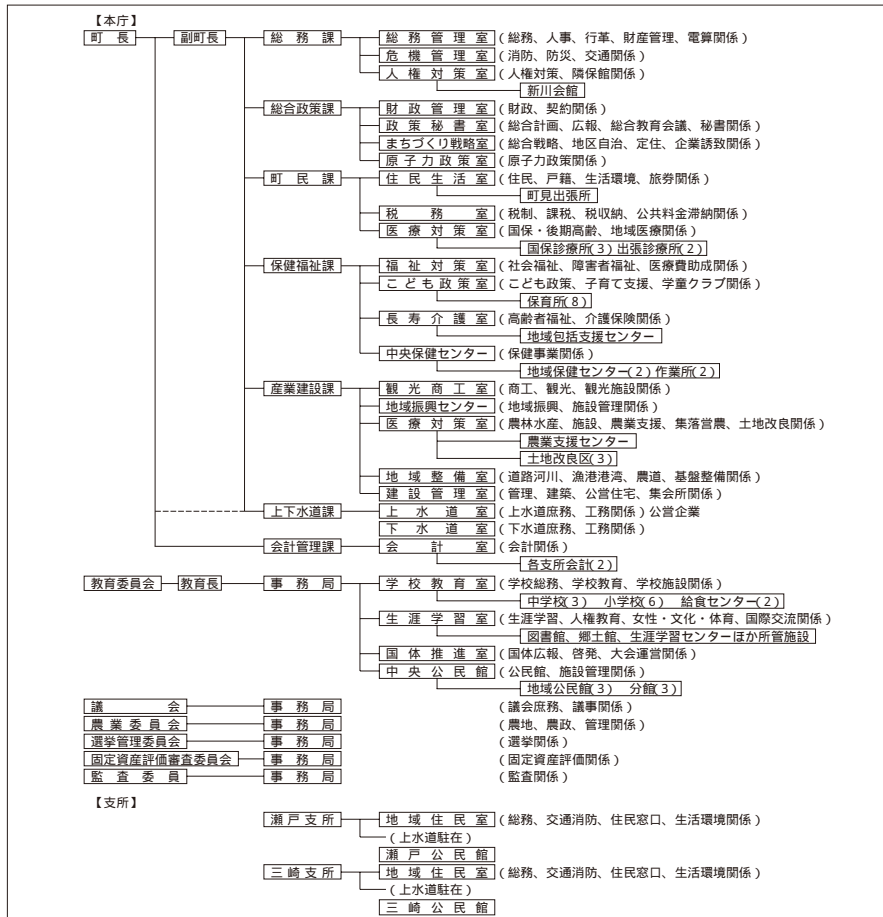 【本庁】
町長 副町長 総務課 総務管理室 (総務、人事、行革、財産管理、電算関係)
危機管理室 (消防、防災、交通関係)
人権対策室 (人権対策、隣保館関係)
新川会館
総合政策課 財政管理室 (財政、契約関係)
政策秘書室 (総合計画、広報、総合教育会議、秘書関係)
まちづくり戦略室 (総合戦略、地区自治、定住、企業誘致関係)
原子力政策室 (原子力政策関係)
町民課 住民生活室 (住民、戸籍、生活環境、旅券関係)
町見出張所
税務室 (税制、課税、税収納、公共料金滞納関係)
医療対策室 (国保・後期高齢、地域医療関係)
国保診療所(3) 出張診療所(2)
保健福祉課 福祉対策室 (社会福祉、障害者福祉、医療費助成関係)
こども政策室 (こども政策、子育て支援、学童クラブ関係)
保育所(8)
長寿介護室 (高齢者福祉、介護保険関係)
地域包括支援センター
中央保健センター (保健事業関係)
地域保健センター(2) 作業所(2)
産業建設課 観光商工室 (商工、観光、観光施設関係)
地域振興センター (地域振興、施設管理関係)
医療対策室 (農林水産、施設、農業支援、集落営農、土地改良関係)
農業支援センター
土地改良区(3)
地域整備室 (道路河川、漁港港湾、農道、基盤整備関係)
建設管理室 (管理、建築、公営住宅、集会所関係)
上下水道課 上水道室 (上水道庶務、工務関係) 公営企業
下水道室 (下水道庶務、工務関係)
会計管理課 会計室 (会計関係)
各支所会計(2)
教育委員会 教育長 事務局 学校教育室 (学校総務、学校教育、学校施設関係)
中学校(3) 小学校(6) 給食センター(2)
生涯学習室 (生涯学習、人権教育、女性・文化・体育、国際交流関係)
図書館、郷土館、生涯学習センターほか所管施設
国体推進室 (国体広報、啓発、大会運営関係)
中央公民館 (公民館、施設管理関係)
地域公民館(3) 分館(3)
議会 事務局 (議会庶務、議事関係)
農業委員会 事務局 (農地、農政、管理関係)
選挙管理委員会 事務局 (選挙関係)
固定資産評価審査委員会 事務局 (固定資産評価関係)
監査委員 事務局 (監査関係)
【支所】
瀬戸支所 地域住民室 (総務、交通消防、住民窓口、生活環境関係)
(上水道駐在)
瀬戸公民館
三崎支所 地域住民室 (総務、交通消防、住民窓口、生活環境関係)
(上水道駐在)
三崎公民館